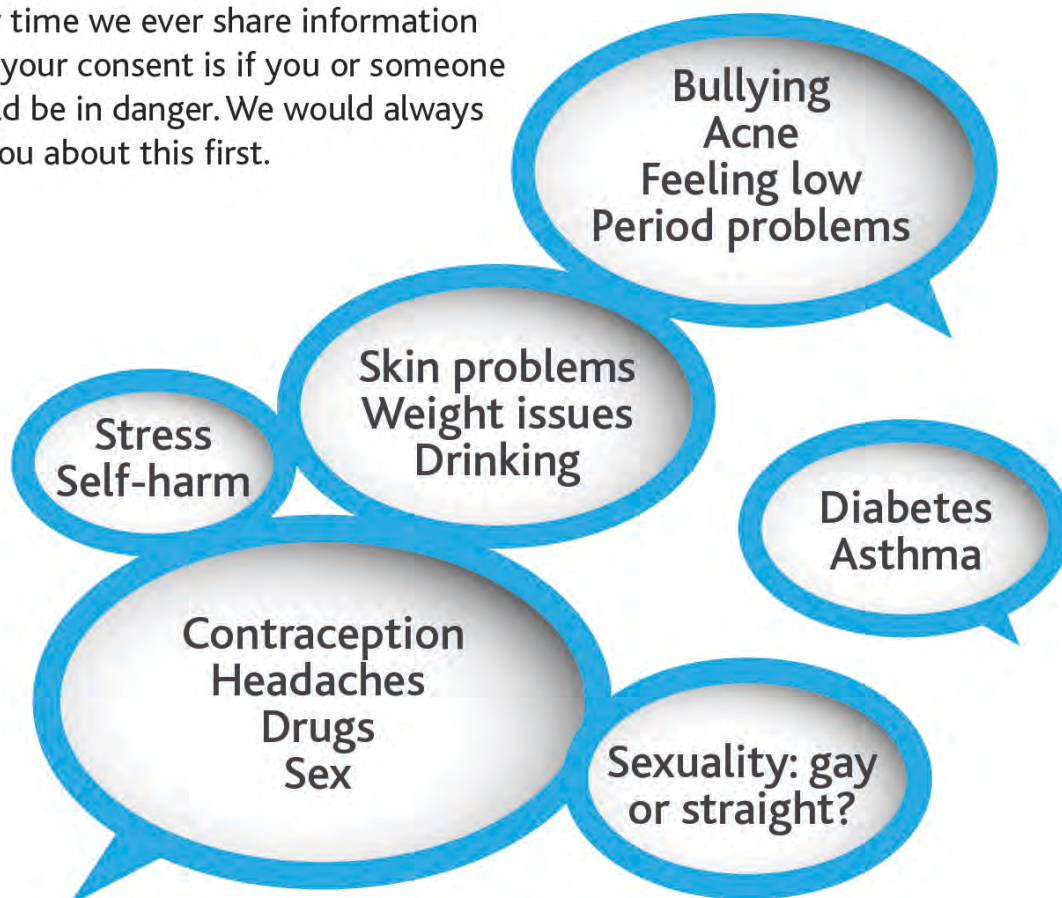 time we ever share information
your consent is if you or someone
be in danger. We would always
about this first.
Bullying
Acne
Feeling low
Period problems
Skin problems
Weight issues
Drinking
Stress
Self-harm
Diabetes
Asthma
Contraception
Headaches
Drugs
Sex
Sexuality: gay
or straight?